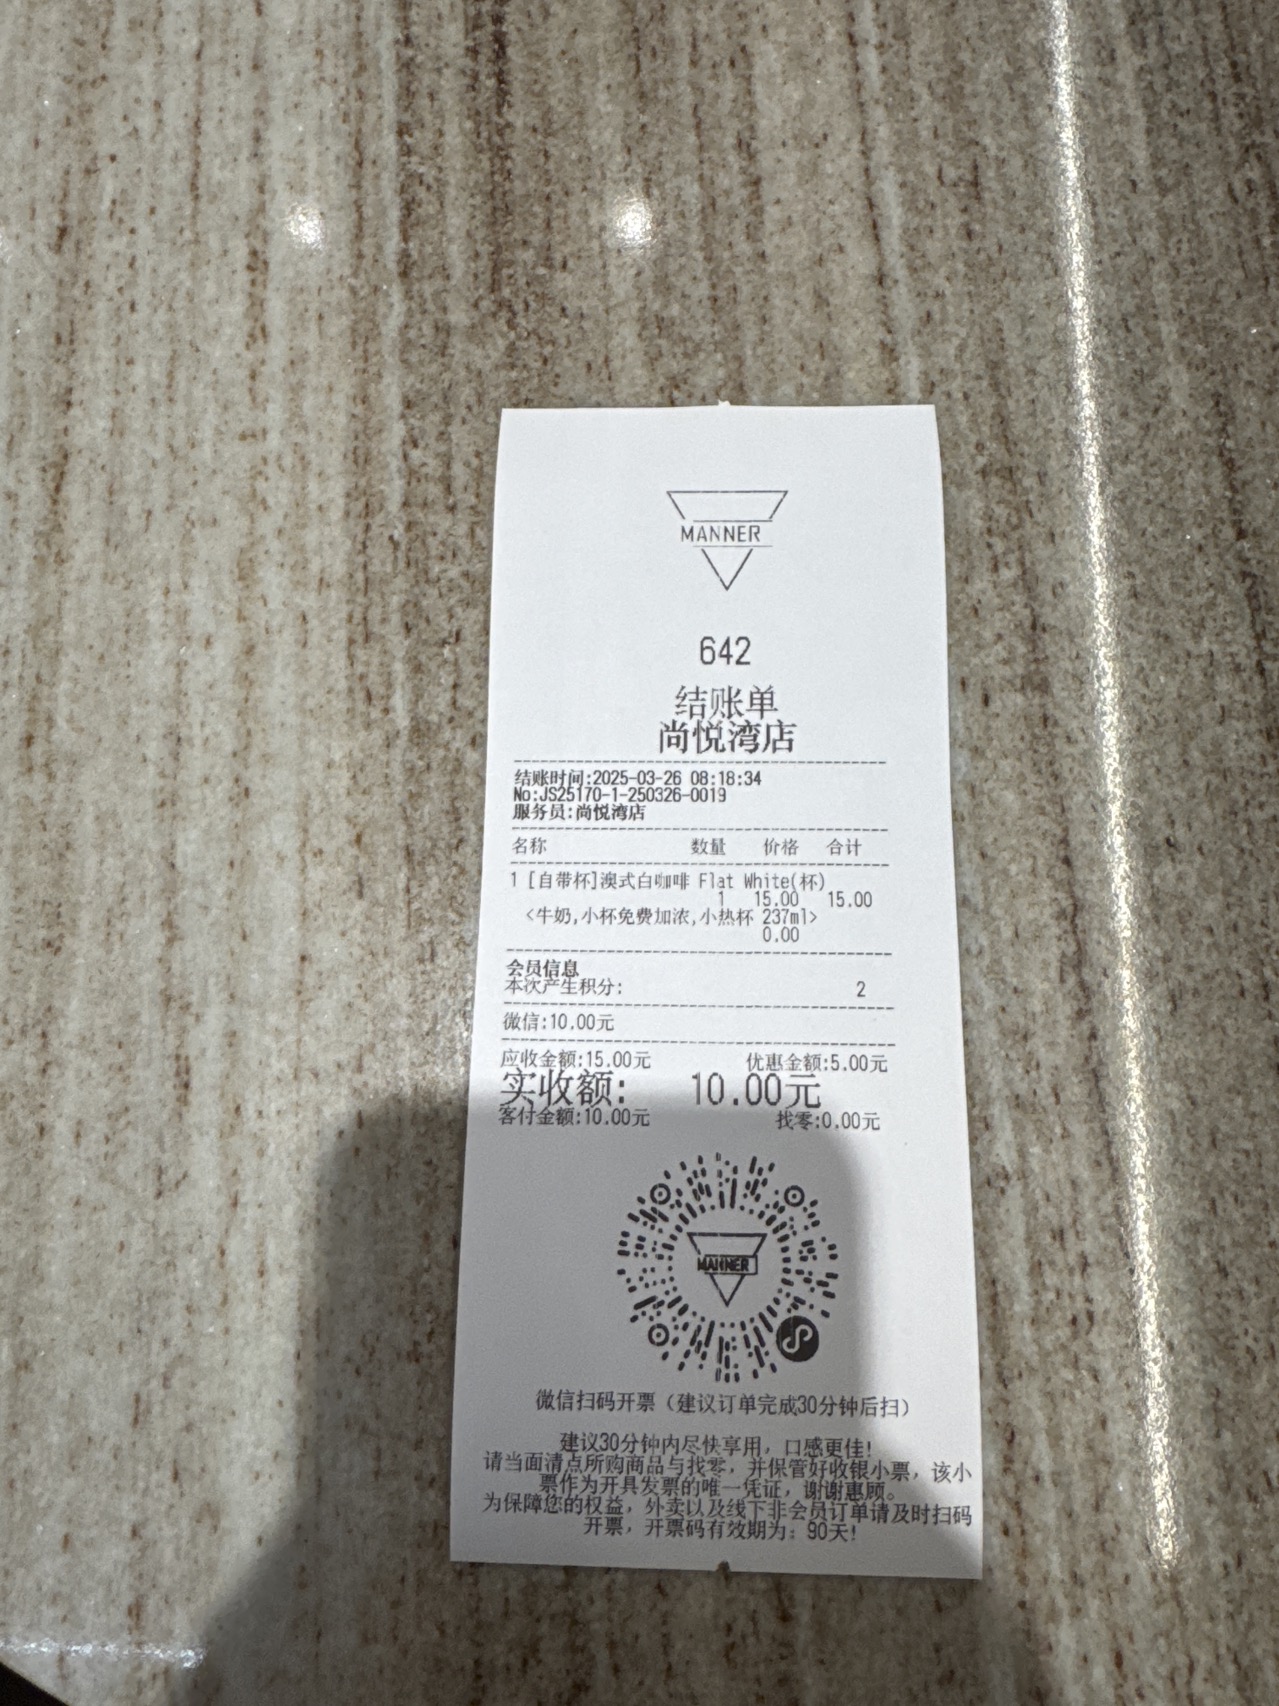 MANNER
642
结账单
尚悦湾店
结账时间:2025-03-26 08:18:34
No:JS25170-1-250326-0019
服务员:尚悦湾店
名称 数量 价格 合计
1 [自带杯]澳式白咖啡 Flat White(杯)
1 15.00 15.00
<牛奶,小杯免费加浓,小热杯 237ml>
0.00
会员信息
本次产生积分: 2
微信:10.00元
应收金额:15.00元 优惠金额:5.00元
实收额: 10.00元
客付金额:10.00元 找零:0.00元
MANNER
微信扫码开票（建议订单完成30分钟后扫）
建议30分钟内尽快享用，口感更佳！
请当面清点所购商品与找零，并保管好收银小票，该小
票作为开具发票的唯一凭证，谢谢惠顾。
为保障您的权益，外卖以及线下非会员订单请及时扫码
开票，开票码有效期为：90天！